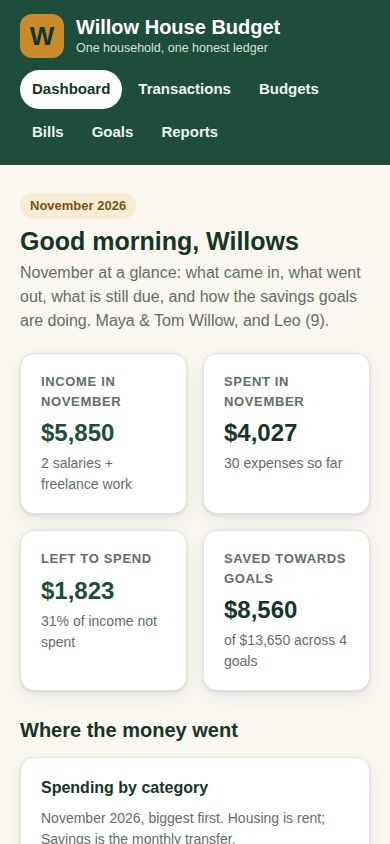 W
Willow House Budget
One household, one honest ledger
Dashboard Transactions Budgets
Bills Goals Reports
November 2026
Good morning, Willows
November at a glance: what came in, what went
out, what is still due, and how the savings goals
are doing. Maya & Tom Willow, and Leo (9).
INCOME IN
NOVEMBER
$5,850
2 salaries +
freelance work
SPENT IN
NOVEMBER
$4,027
30 expenses so far
LEFT TO SPEND
$1,823
31% of income not
spent
SAVED TOWARDS
GOALS
$8,560
of $13,650 across 4
goals
Where the money went
Spending by category
November 2026, biggest first. Housing is rent;
Savings is the monthly transfer.